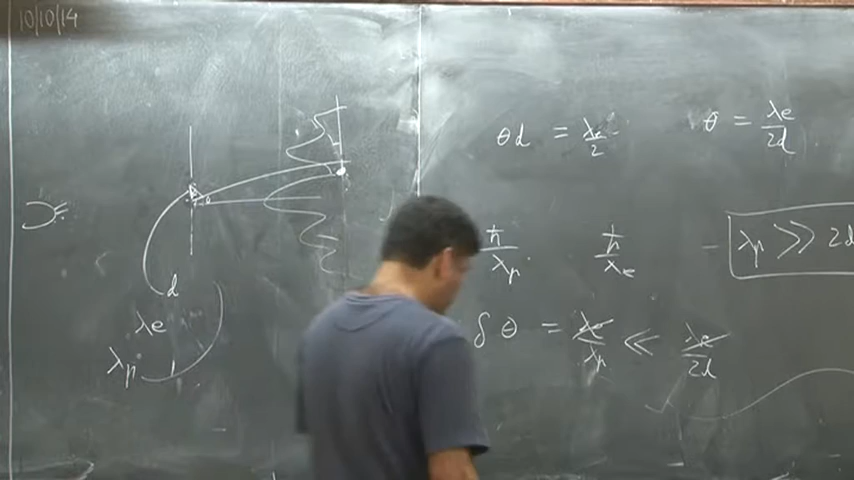 10/10/14
θd = λe/2
θ = λe/2d
ħ/λp
ħ/λe
λp >> 2d
d
λe
λp
δθ = λe/λp << λe/2d